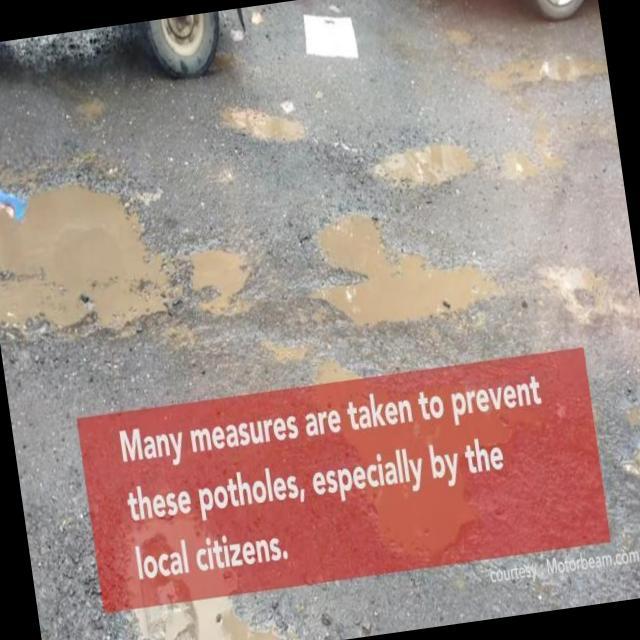 Many measures are taken to prevent
these potholes, especially by the
local citizens.
courtesy : Motorbeam.com